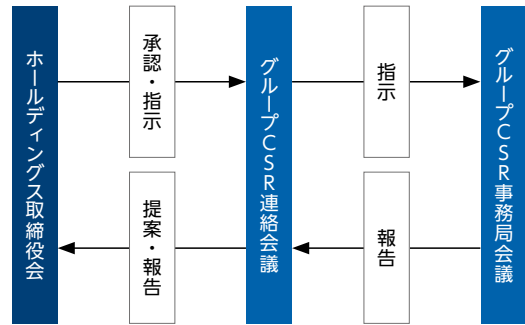 ホールディングス取締役会
承認・指示
提案・報告
グループCSR連絡会議
指示
報告
グループCSR事務局会議